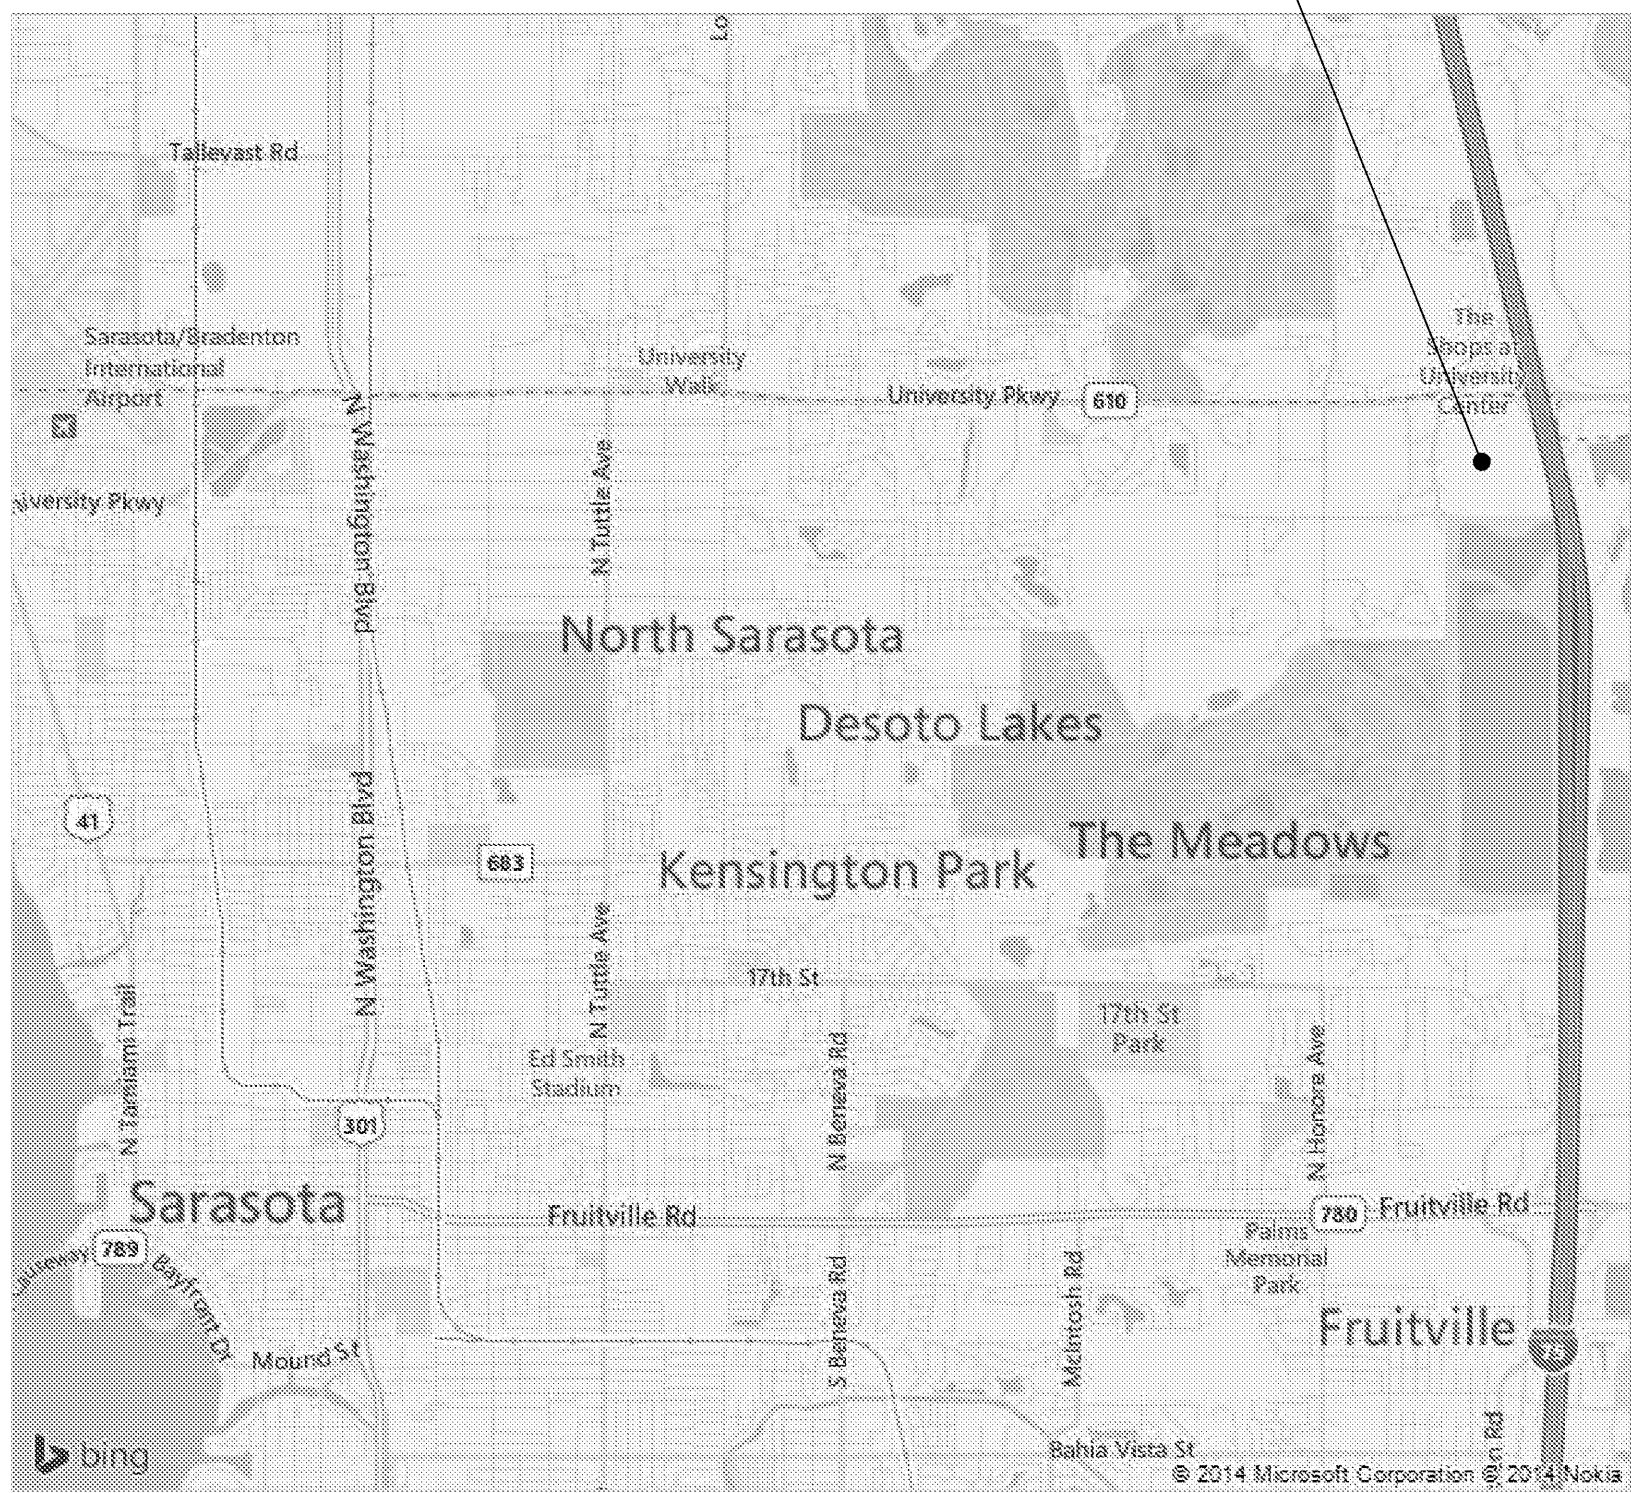 Lo
Tallevast Rd
Sarasota/Bradenton
International
Airport
The
Shops at
University
Center
University
Walk
University Pkwy
610
N Washington Blvd
N Tuttle Ave
iversity Pkwy
North Sarasota
Desoto Lakes
41
N Washington Blvd
683
Kensington Park
The Meadows
N Tuttle Ave
17th St
N Tamiami Trail
17th St
Park
Ed Smith
Stadium
N Beneva Rd
N Honore Ave
301
Sarasota
Fruitville Rd
780
Fruitville Rd
789
Bayfront Dr
Palms
Memorial
Park
S Beneva Rd
McIntosh Rd
Fruitville
Mound St
bing
Bahia Vista St
© 2014 Microsoft Corporation © 2014 Nokia